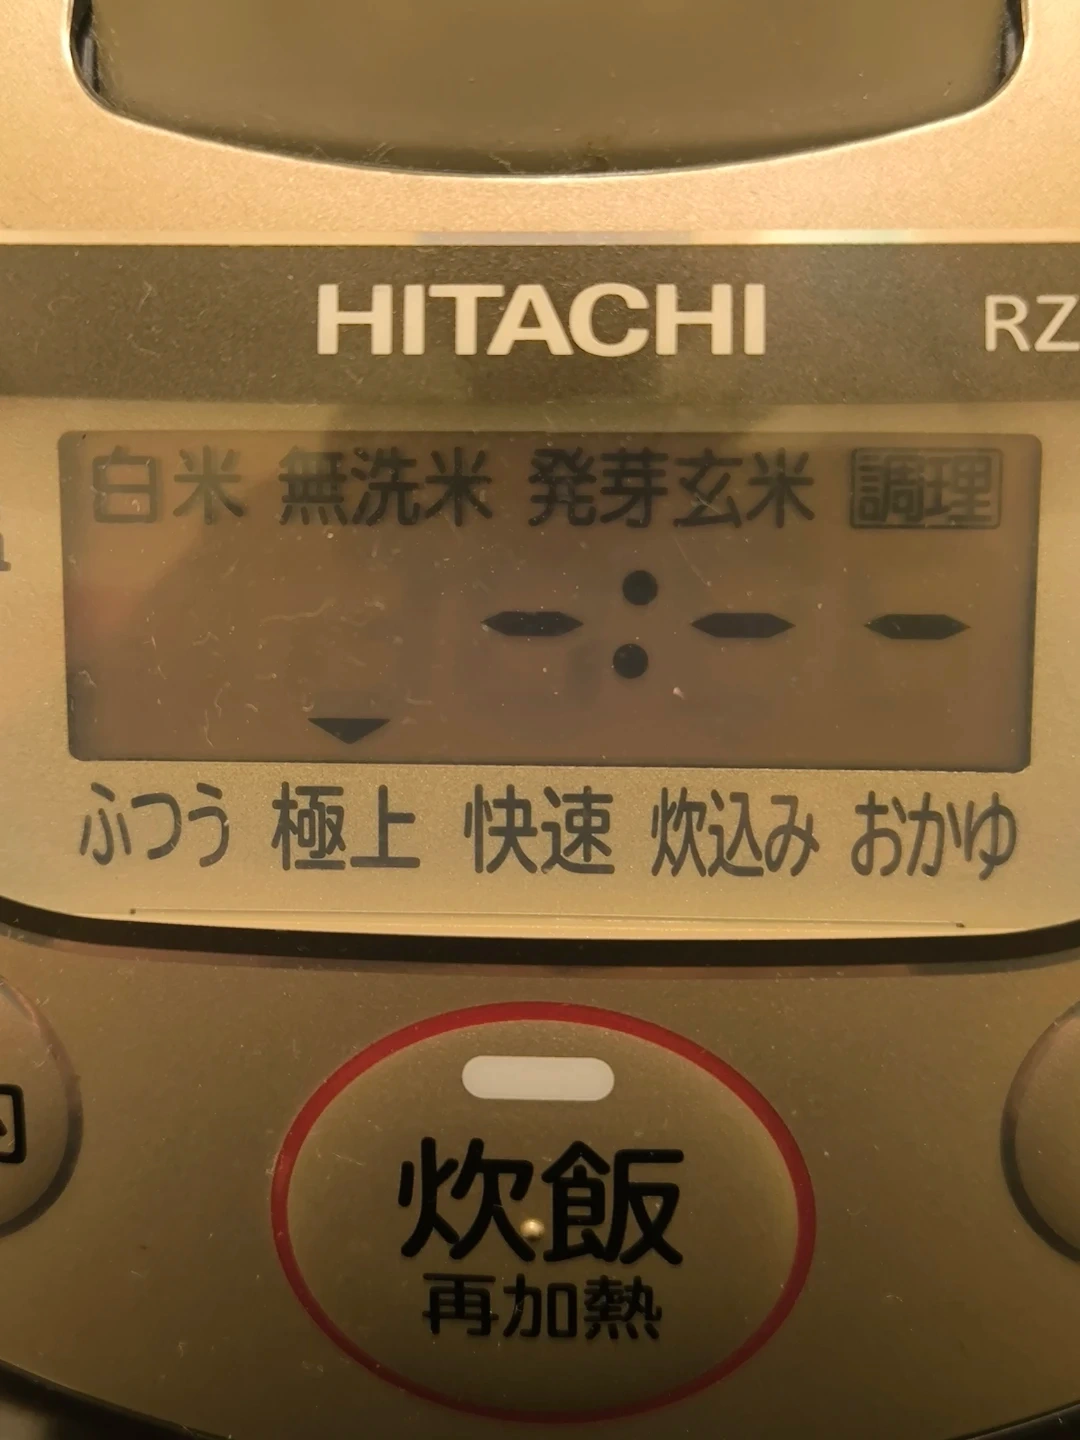 HITACHI RZ
白米 無洗米 発芽玄米 調理
-:--
ふつう 極上 快速 炊込み おかゆ
炊飯
再加熱